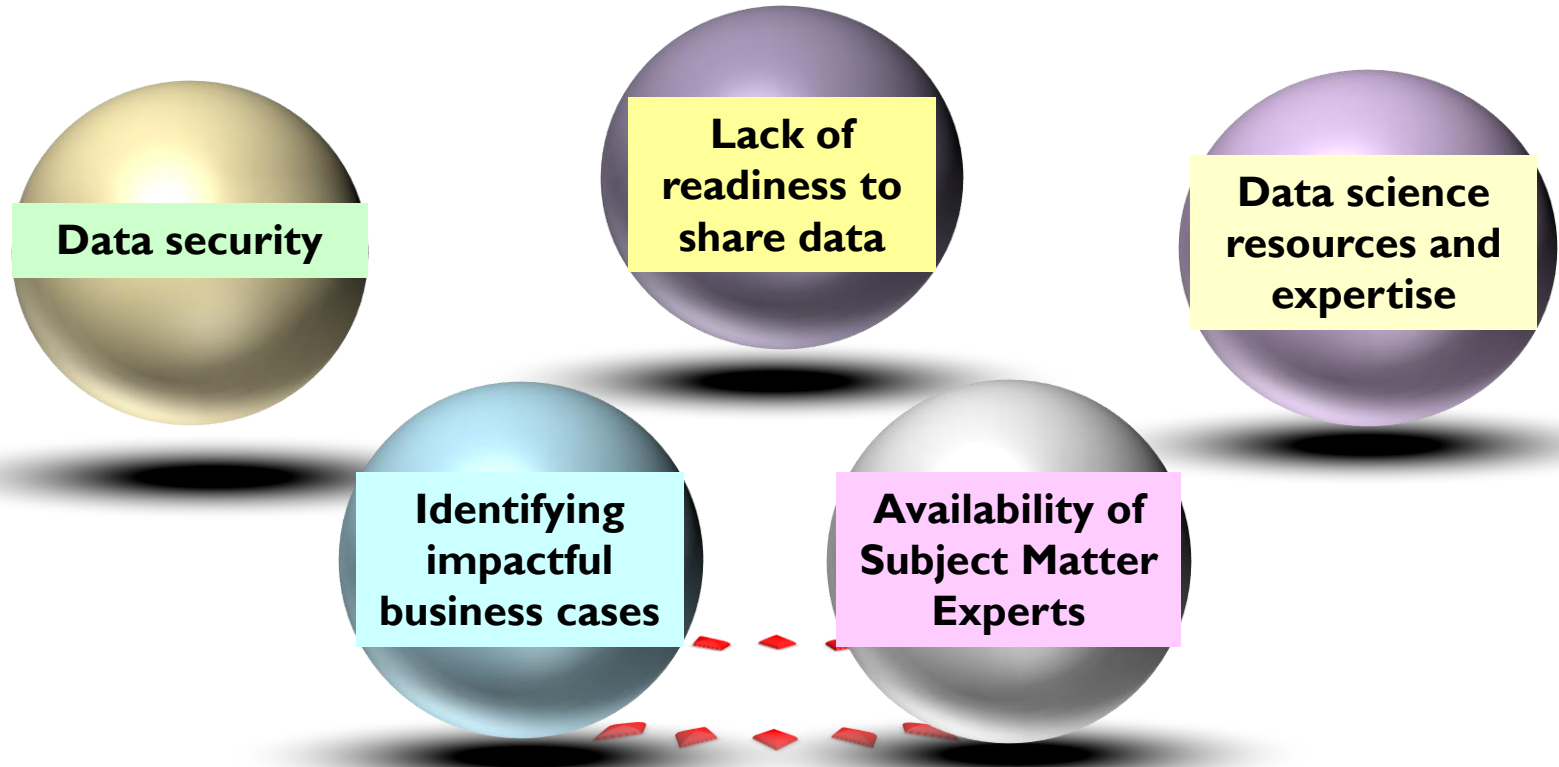 Data security
Lack of
readiness to
share data
Data science
resources and
expertise
Identifying
impactful
business cases
Availability of
Subject Matter
Experts